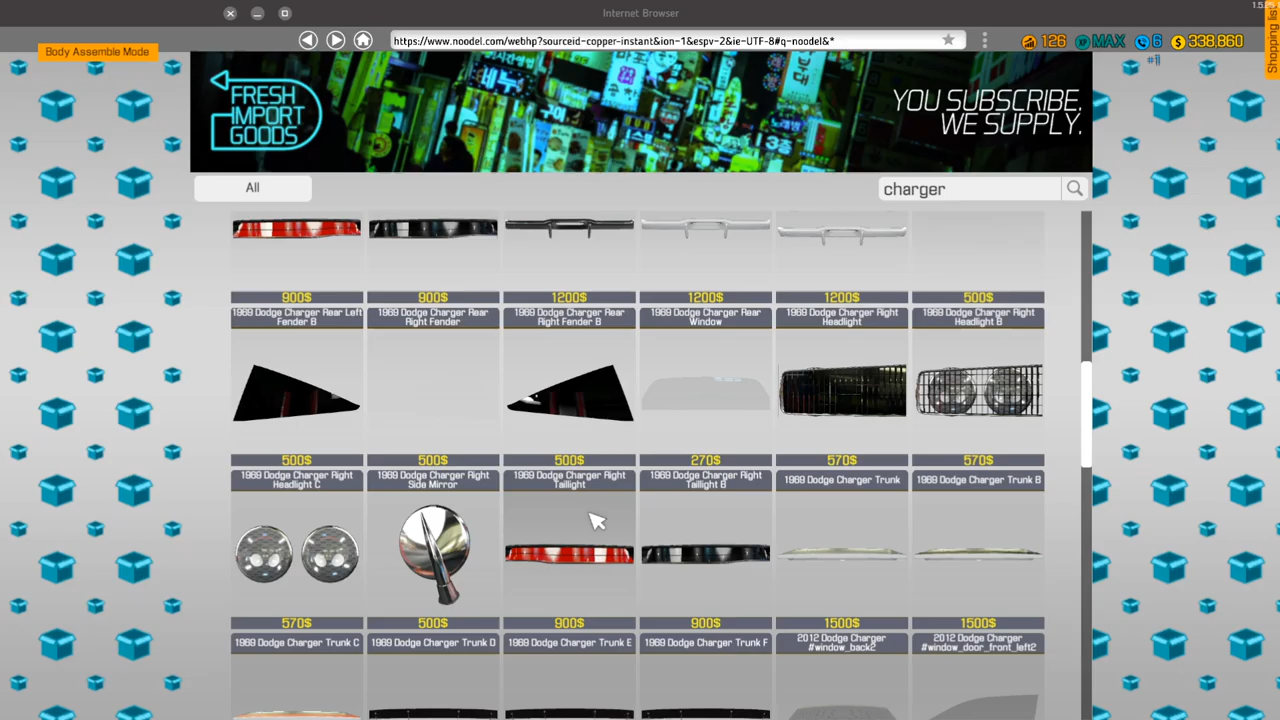 Internet Browser
1.5.
Body Assemble Mode
https://www.noodel.com/webhp?sourceid-copper-instant&ion-1&espv-2&ie-UTF-8#q-noodel&*
126
XP MAX
6
$ 338,860
#1
Shopping list
FRESH
IMPORT
GOODS
YOU SUBSCRIBE.
WE SUPPLY.
All
charger
900$
900$
1200$
1200$
1200$
500$
1969 Dodge Charger Rear Left
Fender B
1969 Dodge Charger Rear
Right Fender
1969 Dodge Charger Rear
Right Fender B
1969 Dodge Charger Rear
Window
1969 Dodge Charger Right
Headlight
1969 Dodge Charger Right
Headlight B
500$
500$
500$
270$
570$
570$
1969 Dodge Charger Right
Headlight C
1969 Dodge Charger Right
Side Mirror
1969 Dodge Charger Right
Taillight
1969 Dodge Charger Right
Taillight B
1969 Dodge Charger Trunk
1969 Dodge Charger Trunk B
570$
500$
900$
900$
1500$
1500$
1969 Dodge Charger Trunk C
1969 Dodge Charger Trunk D
1969 Dodge Charger Trunk E
1969 Dodge Charger Trunk F
2012 Dodge Charger
#window_back2
2012 Dodge Charger
#window_door_front_left2